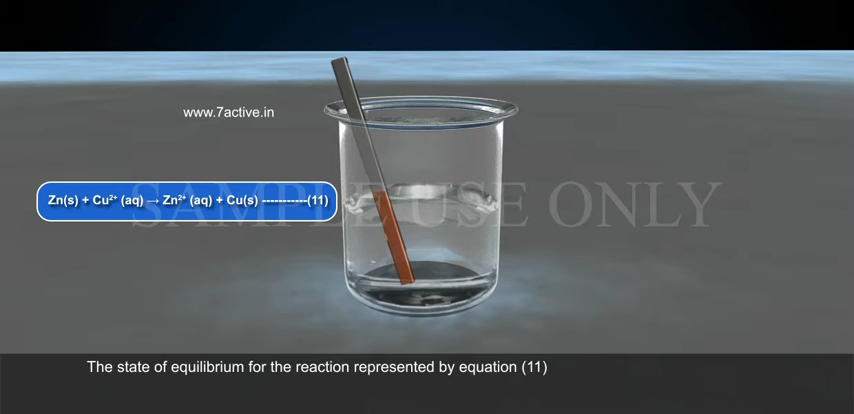 www.7active.in
Zn(s) + Cu²⁺ (aq) → Zn²⁺ (aq) + Cu(s) -----------(11)
SAMPLE USE ONLY
The state of equilibrium for the reaction represented by equation (11)